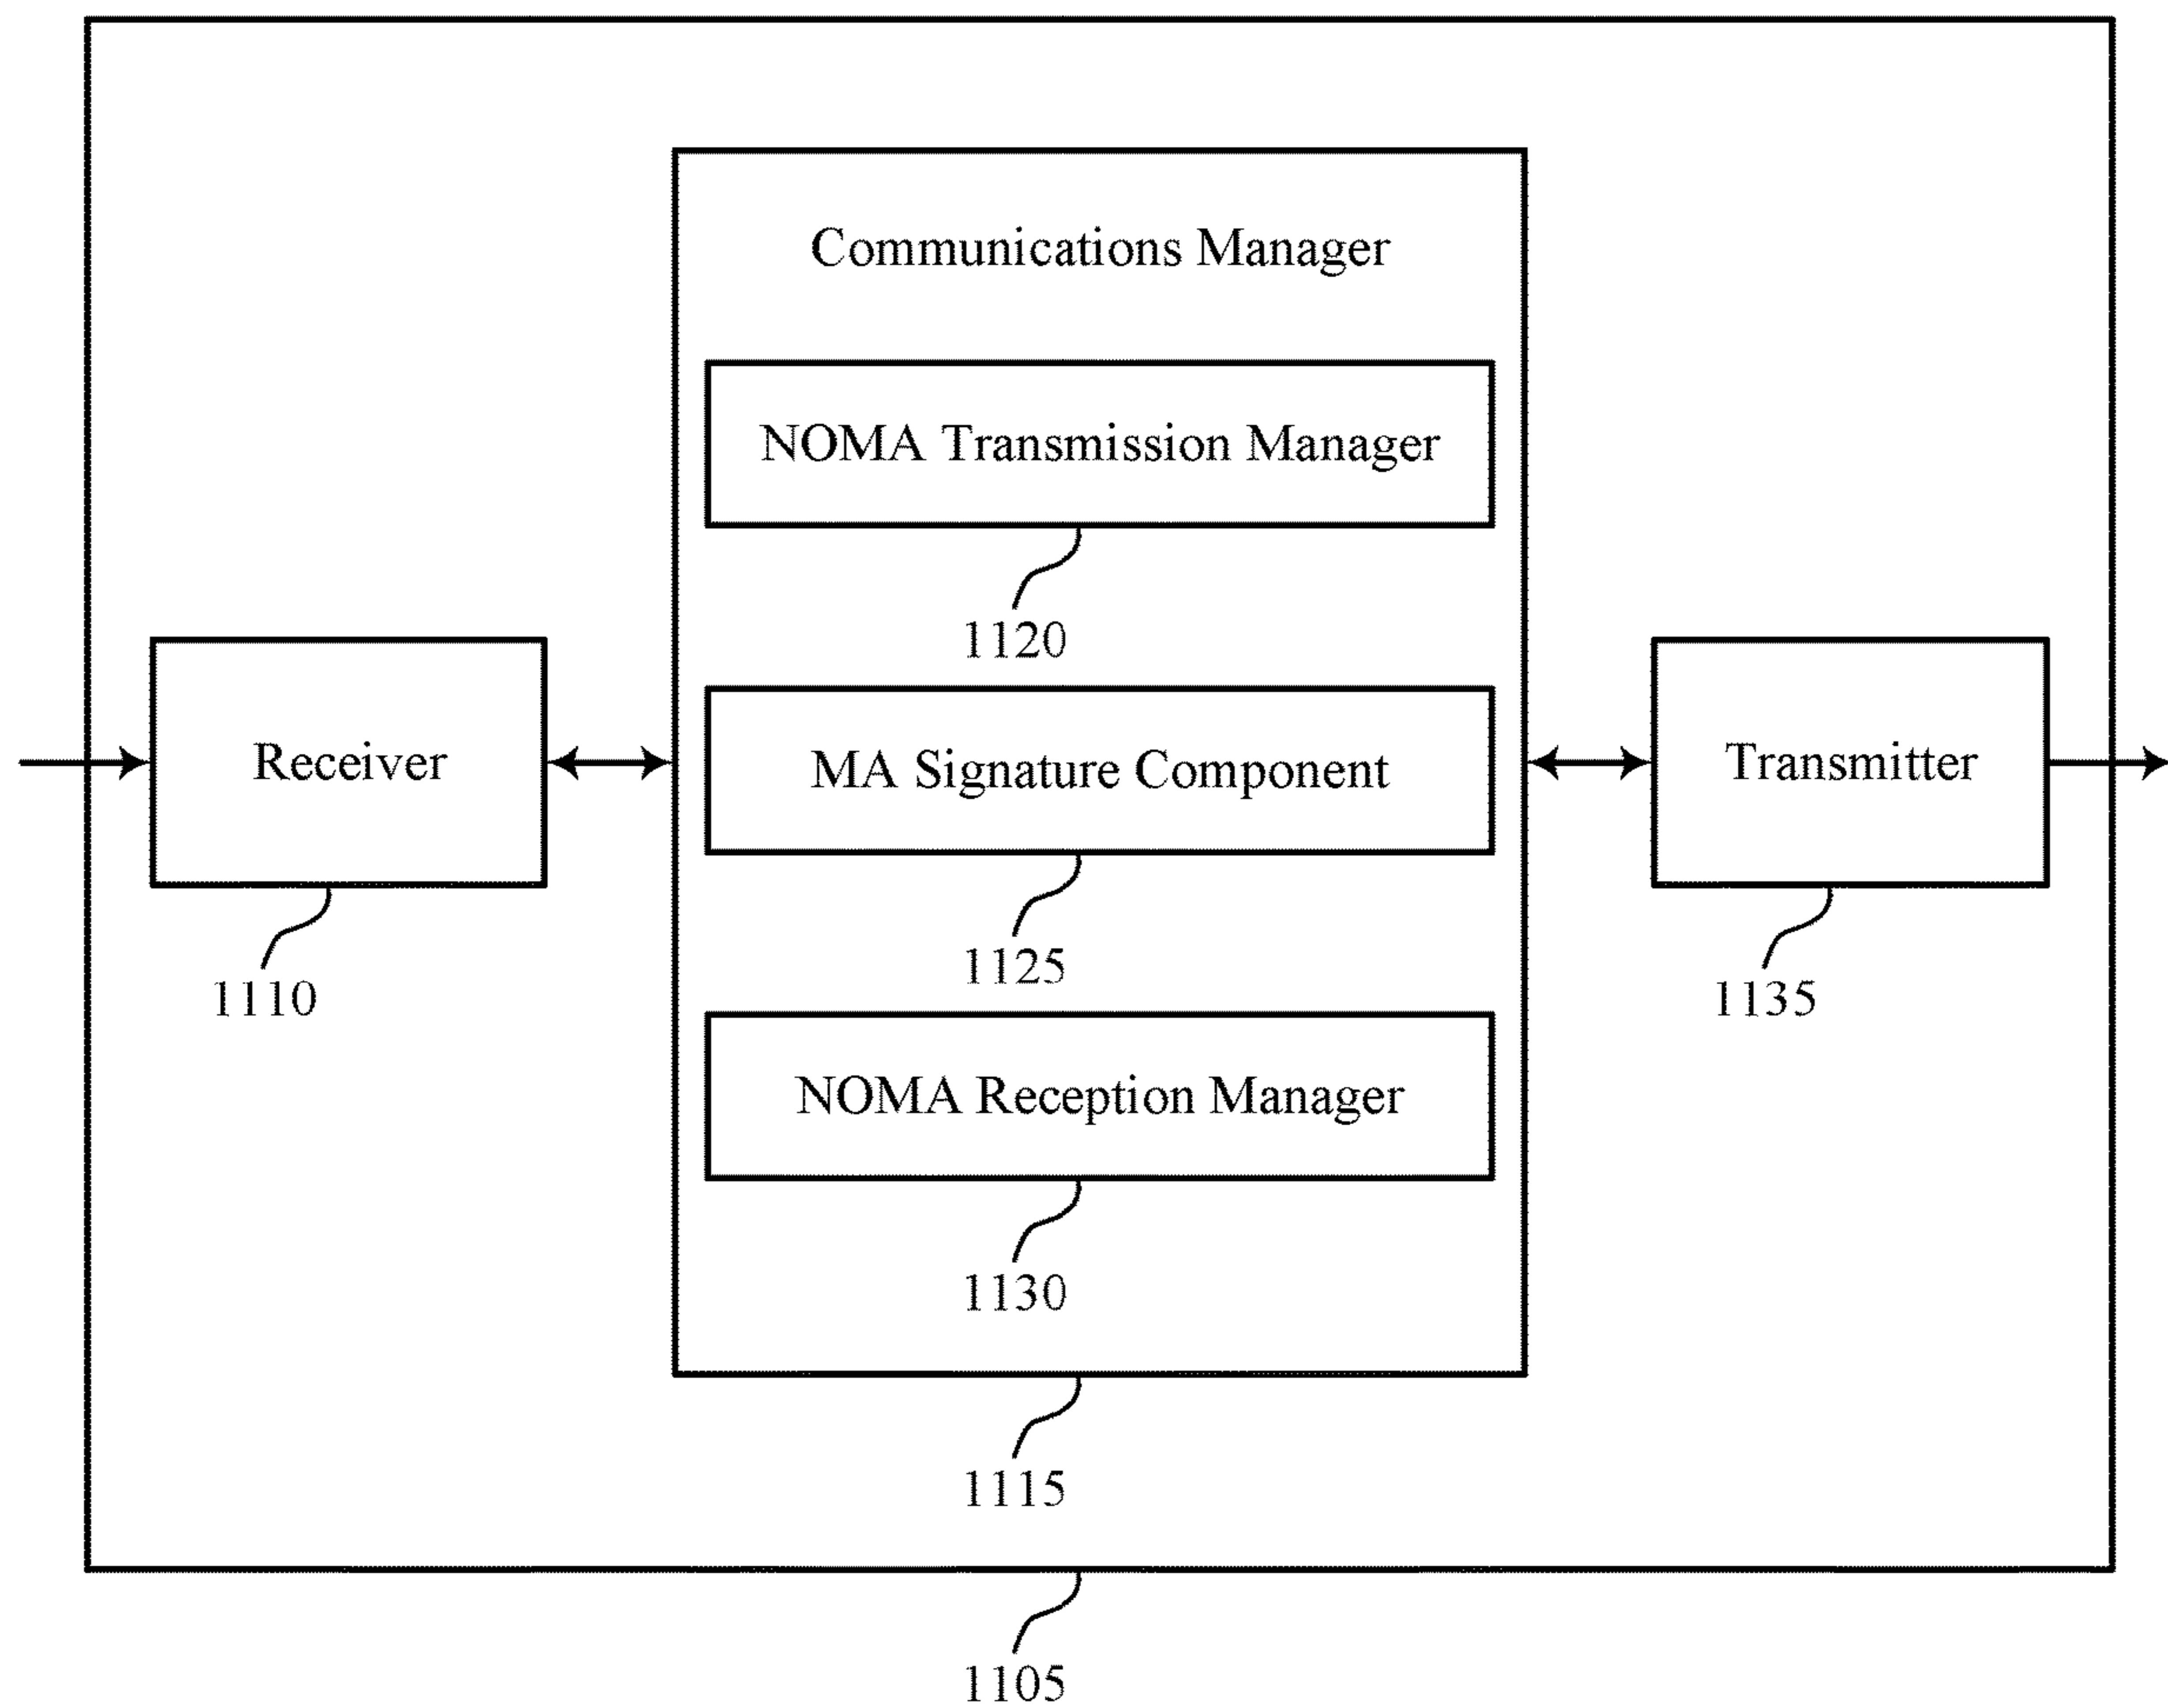 Communications Manager
NOMA Transmission Manager
1120
Receiver
MA Signature Component
Transmitter
1110
1125
1135
NOMA Reception Manager
1130
1115
1105